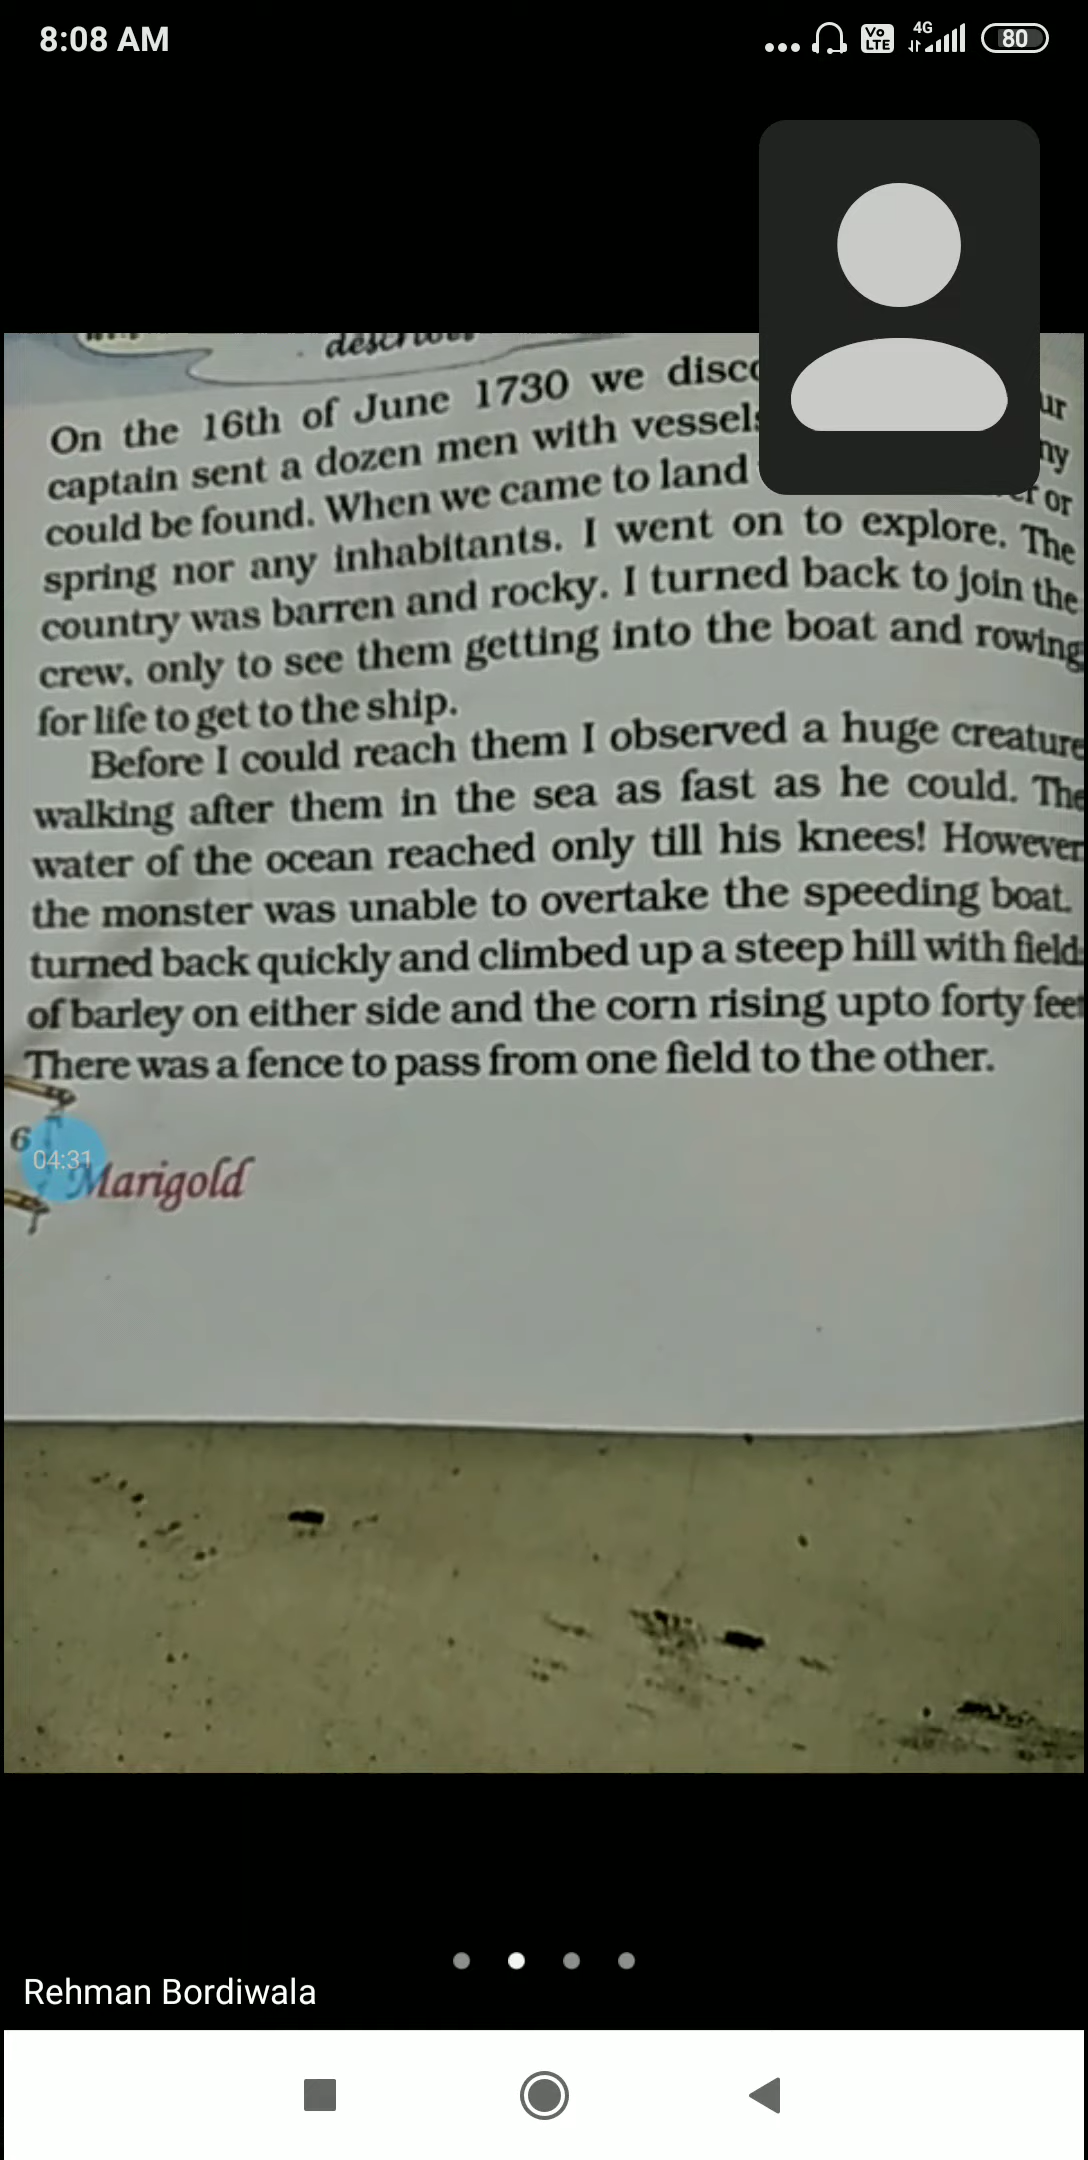 8:08 AM
Vo LTE
4G
80
On the 16th of June 1730 we
captain sent a dozen men with
could be found. When we came to land
or
spring nor any inhabitants. I went on to explore. The
country was barren and rocky. I turned back to join the
crew, only to see them getting into the boat and rowing
for life to get to the ship.
Before I could reach them I observed a huge creature
walking after them in the sea as fast as he could. The
water of the ocean reached only till his knees! However
the monster was unable to overtake the speeding boat.
turned back quickly and climbed up a steep hill with field
of barley on either side and the corn rising upto forty feet
There was a fence to pass from one field to the other.
6
04:31
Marigold
Rehman Bordiwala